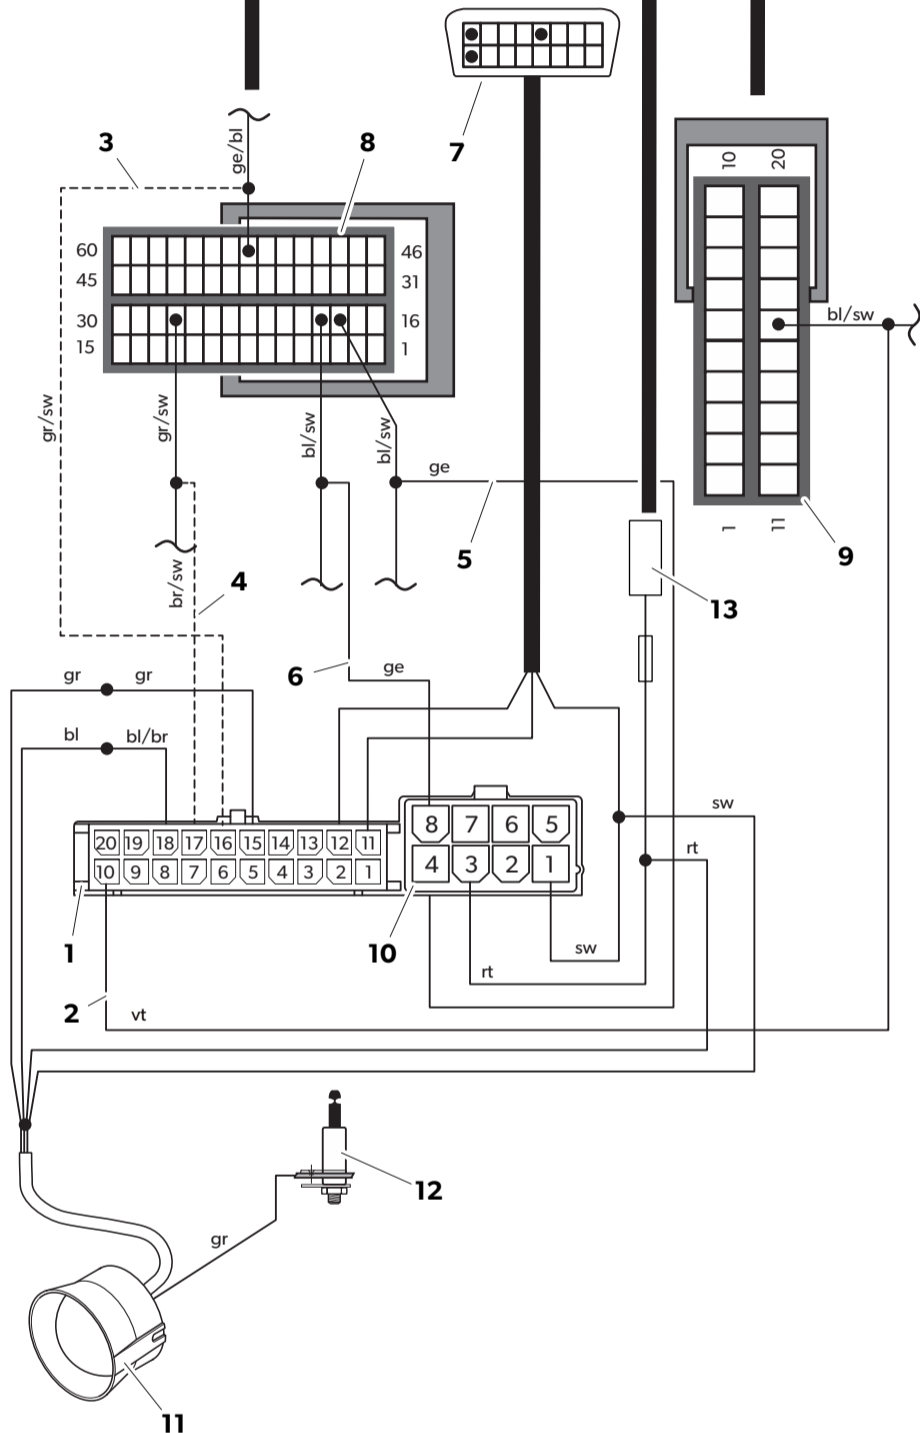 7
10 20
3 ge/bl 8
60 46
45 31
30 16
15 1
bl/sw
gr/sw gr/sw bl/sw bl/sw
ge
1 11
9
5
br/sw 4
13
6 ge
gr gr
bl bl/br
sw
rt
20 19 18 17 16 15 14 13 12 11
10 9 8 7 6 5 4 3 2 1
8 7 6 5
4 3 2 1
1 10 sw
rt
2 vt
12
gr
11